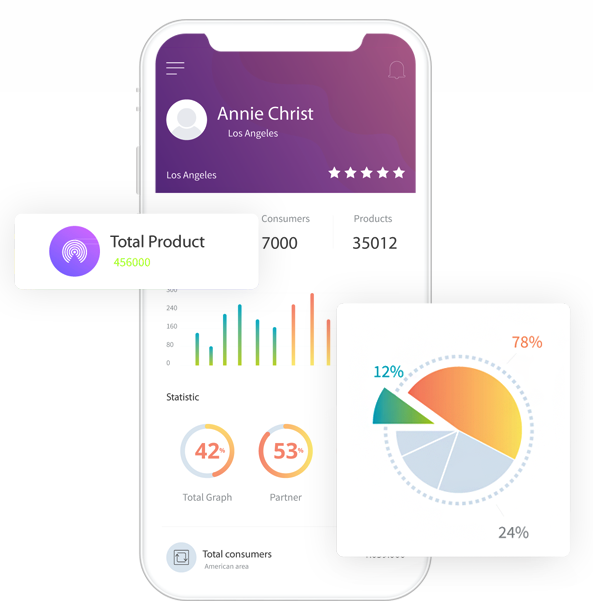 Annie Christ
Los Angeles
Los Angeles
Consumers
Products
7000
35012
Total Product
456000
300
240
160
80
0
78%
12%
24%
Statistic
42%
53%
Total Graph
Partner
Total consumers
American area